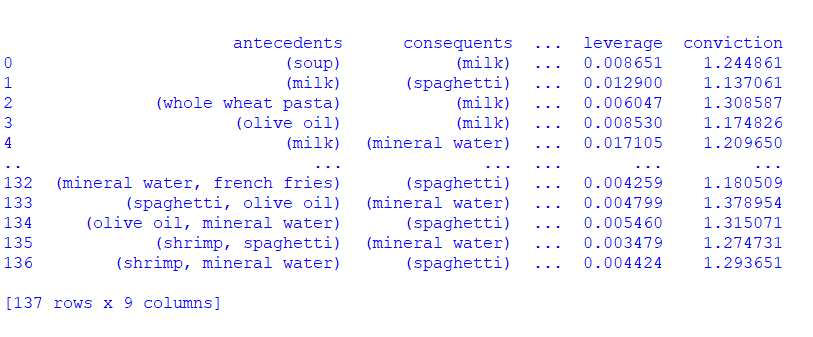 antecedents consequents ... leverage conviction
0 (soup) (milk) ... 0.008651 1.244861
1 (milk) (spaghetti) ... 0.012900 1.137061
2 (whole wheat pasta) (milk) ... 0.006047 1.308587
3 (olive oil) (milk) ... 0.008530 1.174826
4 (milk) (mineral water) ... 0.017105 1.209650
.. ... ... ... ... ...
132 (mineral water, french fries) (spaghetti) ... 0.004259 1.180509
133 (spaghetti, olive oil) (mineral water) ... 0.004799 1.378954
134 (olive oil, mineral water) (spaghetti) ... 0.005460 1.315071
135 (shrimp, spaghetti) (mineral water) ... 0.003479 1.274731
136 (shrimp, mineral water) (spaghetti) ... 0.004424 1.293651
[137 rows x 9 columns]